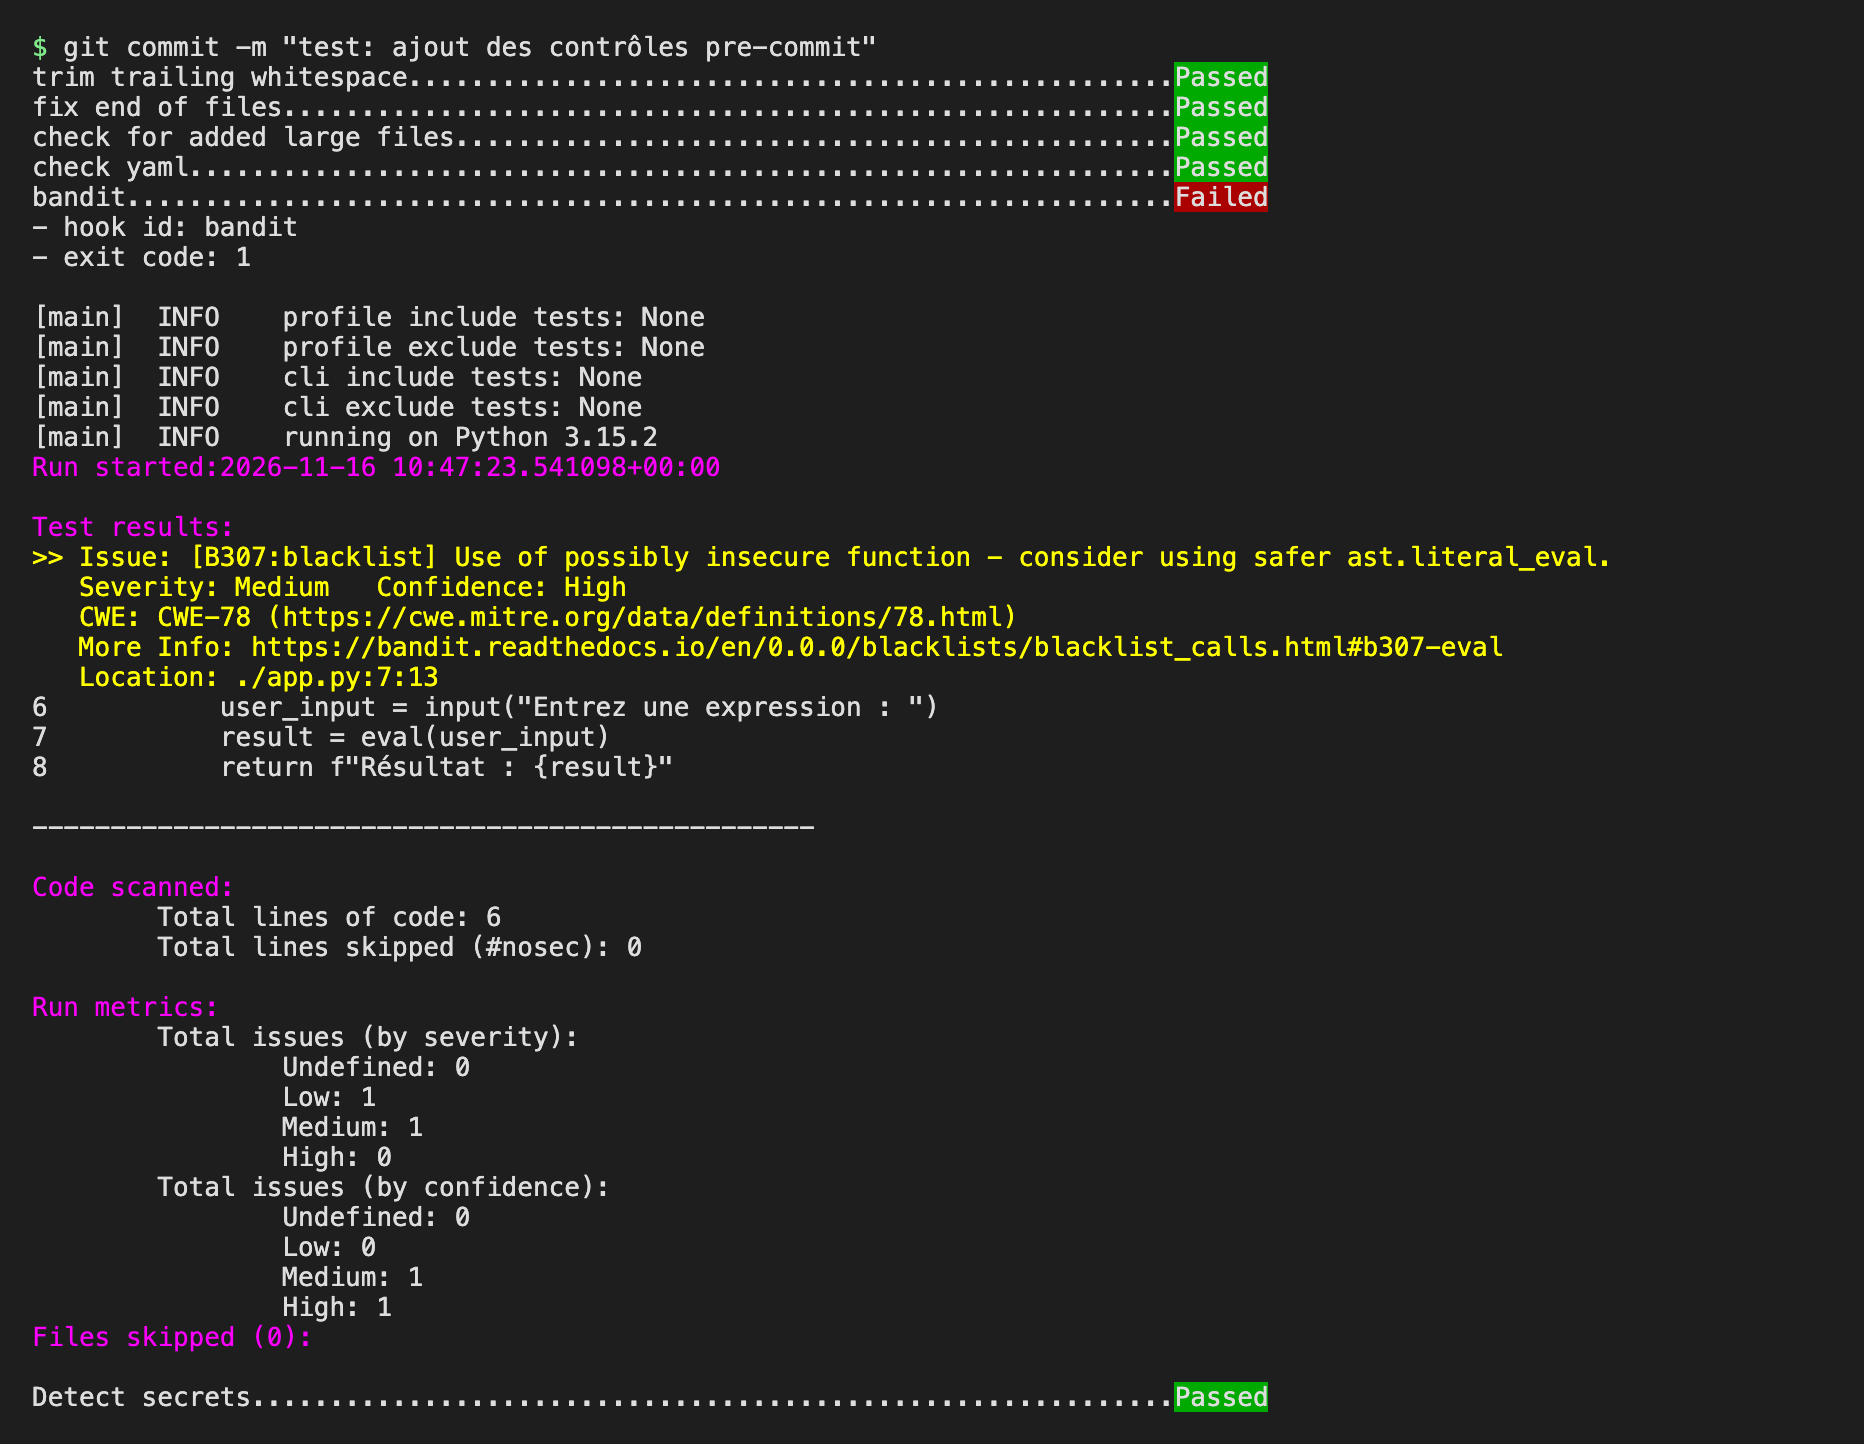 $ git commit -m "test: ajout des contrôles pre-commit"
trim trailing whitespace.................................................Passed
fix end of files.........................................................Passed
check for added large files..............................................Passed
check yaml...............................................................Passed
bandit...................................................................Failed
- hook id: bandit
- exit code: 1

[main]  INFO    profile include tests: None
[main]  INFO    profile exclude tests: None
[main]  INFO    cli include tests: None
[main]  INFO    cli exclude tests: None
[main]  INFO    running on Python 3.15.2
Run started:2026-11-16 10:47:23.541098+00:00

Test results:
>> Issue: [B307:blacklist] Use of possibly insecure function - consider using safer ast.literal_eval.
   Severity: Medium   Confidence: High
   CWE: CWE-78 (https://cwe.mitre.org/data/definitions/78.html)
   More Info: https://bandit.readthedocs.io/en/0.0.0/blacklists/blacklist_calls.html#b307-eval
   Location: ./app.py:7:13
6           user_input = input("Entrez une expression : ")
7           result = eval(user_input)
8           return f"Résultat : {result}"

--------------------------------------------------

Code scanned:
        Total lines of code: 6
        Total lines skipped (#nosec): 0

Run metrics:
        Total issues (by severity):
                Undefined: 0
                Low: 1
                Medium: 1
                High: 0
        Total issues (by confidence):
                Undefined: 0
                Low: 0
                Medium: 1
                High: 1
Files skipped (0):

Detect secrets...........................................................Passed